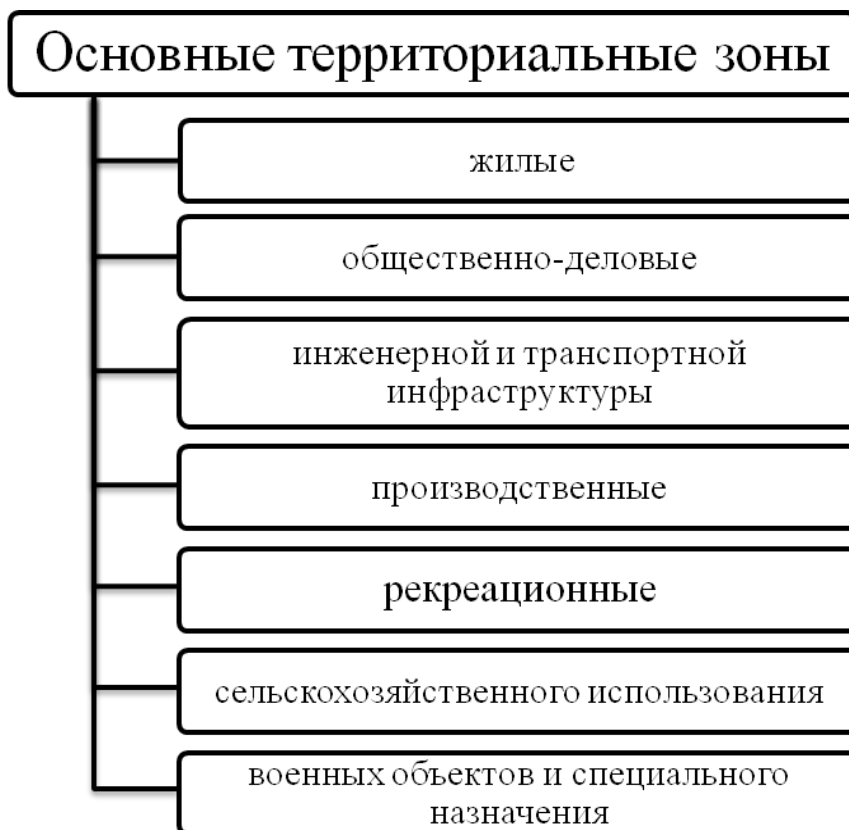 Основные территориальные зоны
жилые
общественно-деловые
инженерной и транспортной
инфраструктуры
производственные
рекреационные
сельскохозяйственного использования
военных объектов и специального
назначения